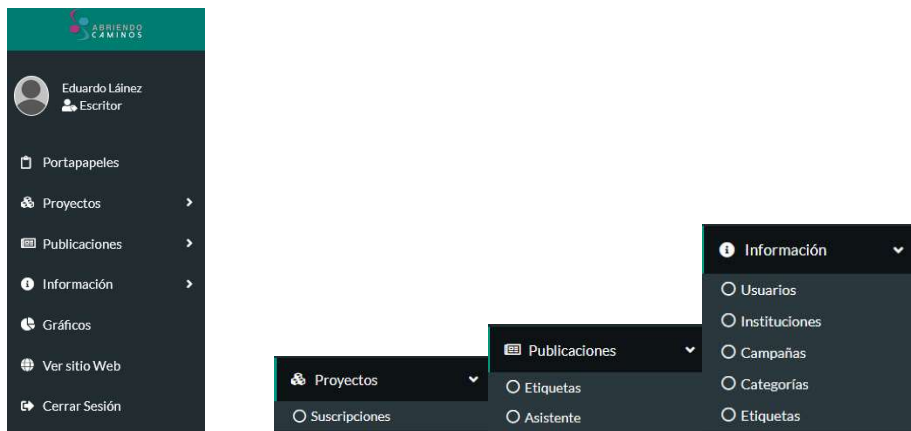 ABRIENDO
CAMINOS
Eduardo Láinez
Escritor
Portapapeles
Proyectos
Publicaciones
Información
Gráficos
Ver sitio Web
Cerrar Sesión
Proyectos
Suscripciones
Publicaciones
Etiquetas
Asistente
Información
Usuarios
Instituciones
Campañas
Categorías
Etiquetas